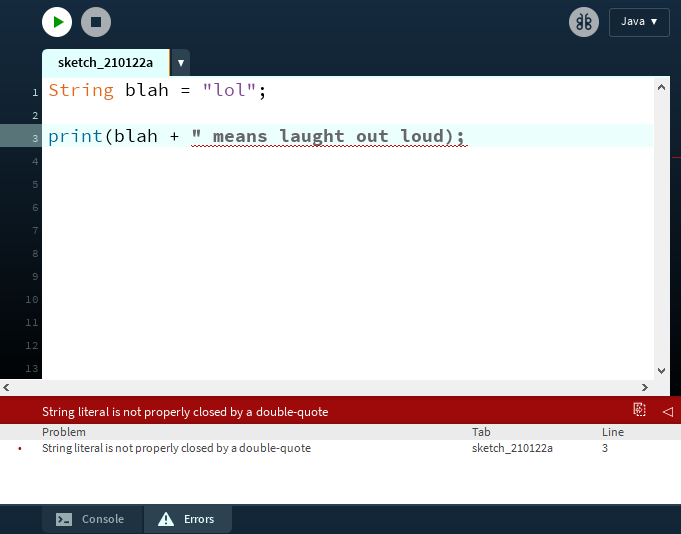 Java ▾
sketch_210122a ▼
1 String blah = "lol";
2
3 print(blah + " means laught out loud);
4
5
6
7
8
9
10
11
12
13
String literal is not properly closed by a double-quote
Problem Tab Line
String literal is not properly closed by a double-quote sketch_210122a 3
Console Errors